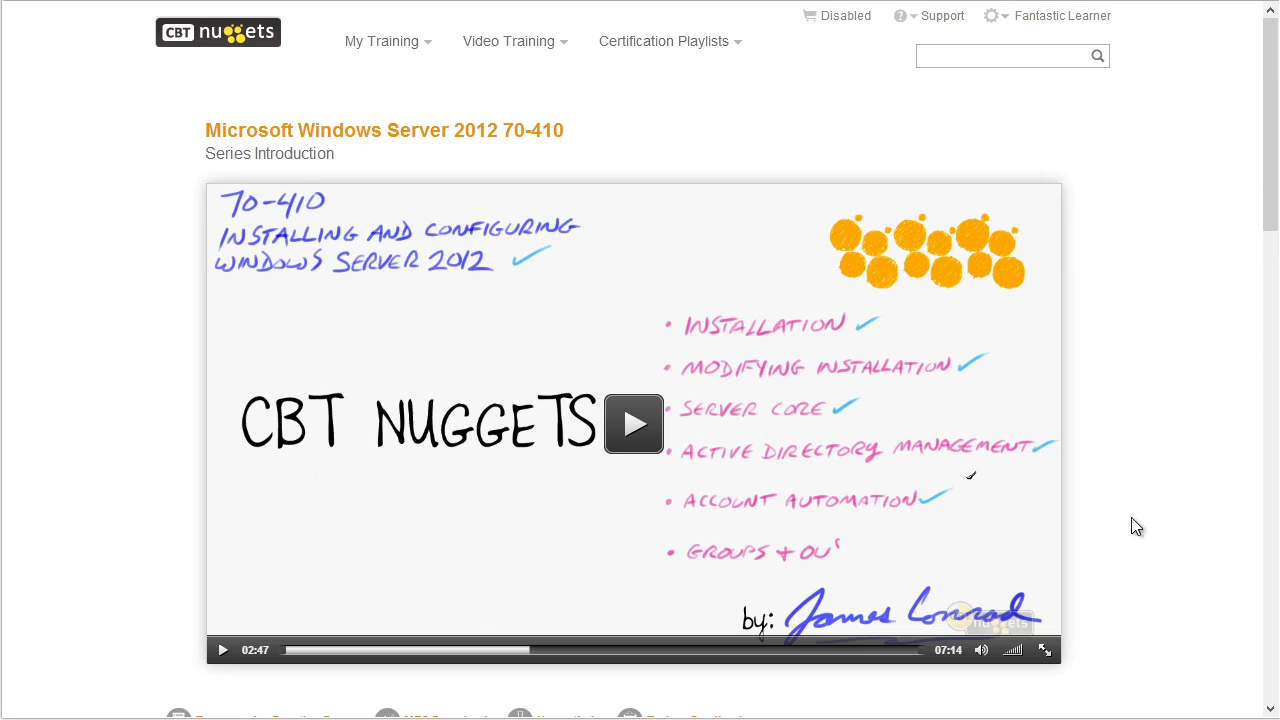 Disabled Support Fantastic Learner
CBT nuggets
My Training Video Training Certification Playlists
Microsoft Windows Server 2012 70-410
Series Introduction
70-410
INSTALLING AND CONFIGURING
WINDOWS SERVER 2012
• INSTALLATION
• MODIFYING INSTALLATION
CBT NUGGETS
• SERVER CORE
• ACTIVE DIRECTORY MANAGEMENT
• ACCOUNT AUTOMATION
• GROUPS + OU'
by: James Conrad
nuggets
02:47 07:14